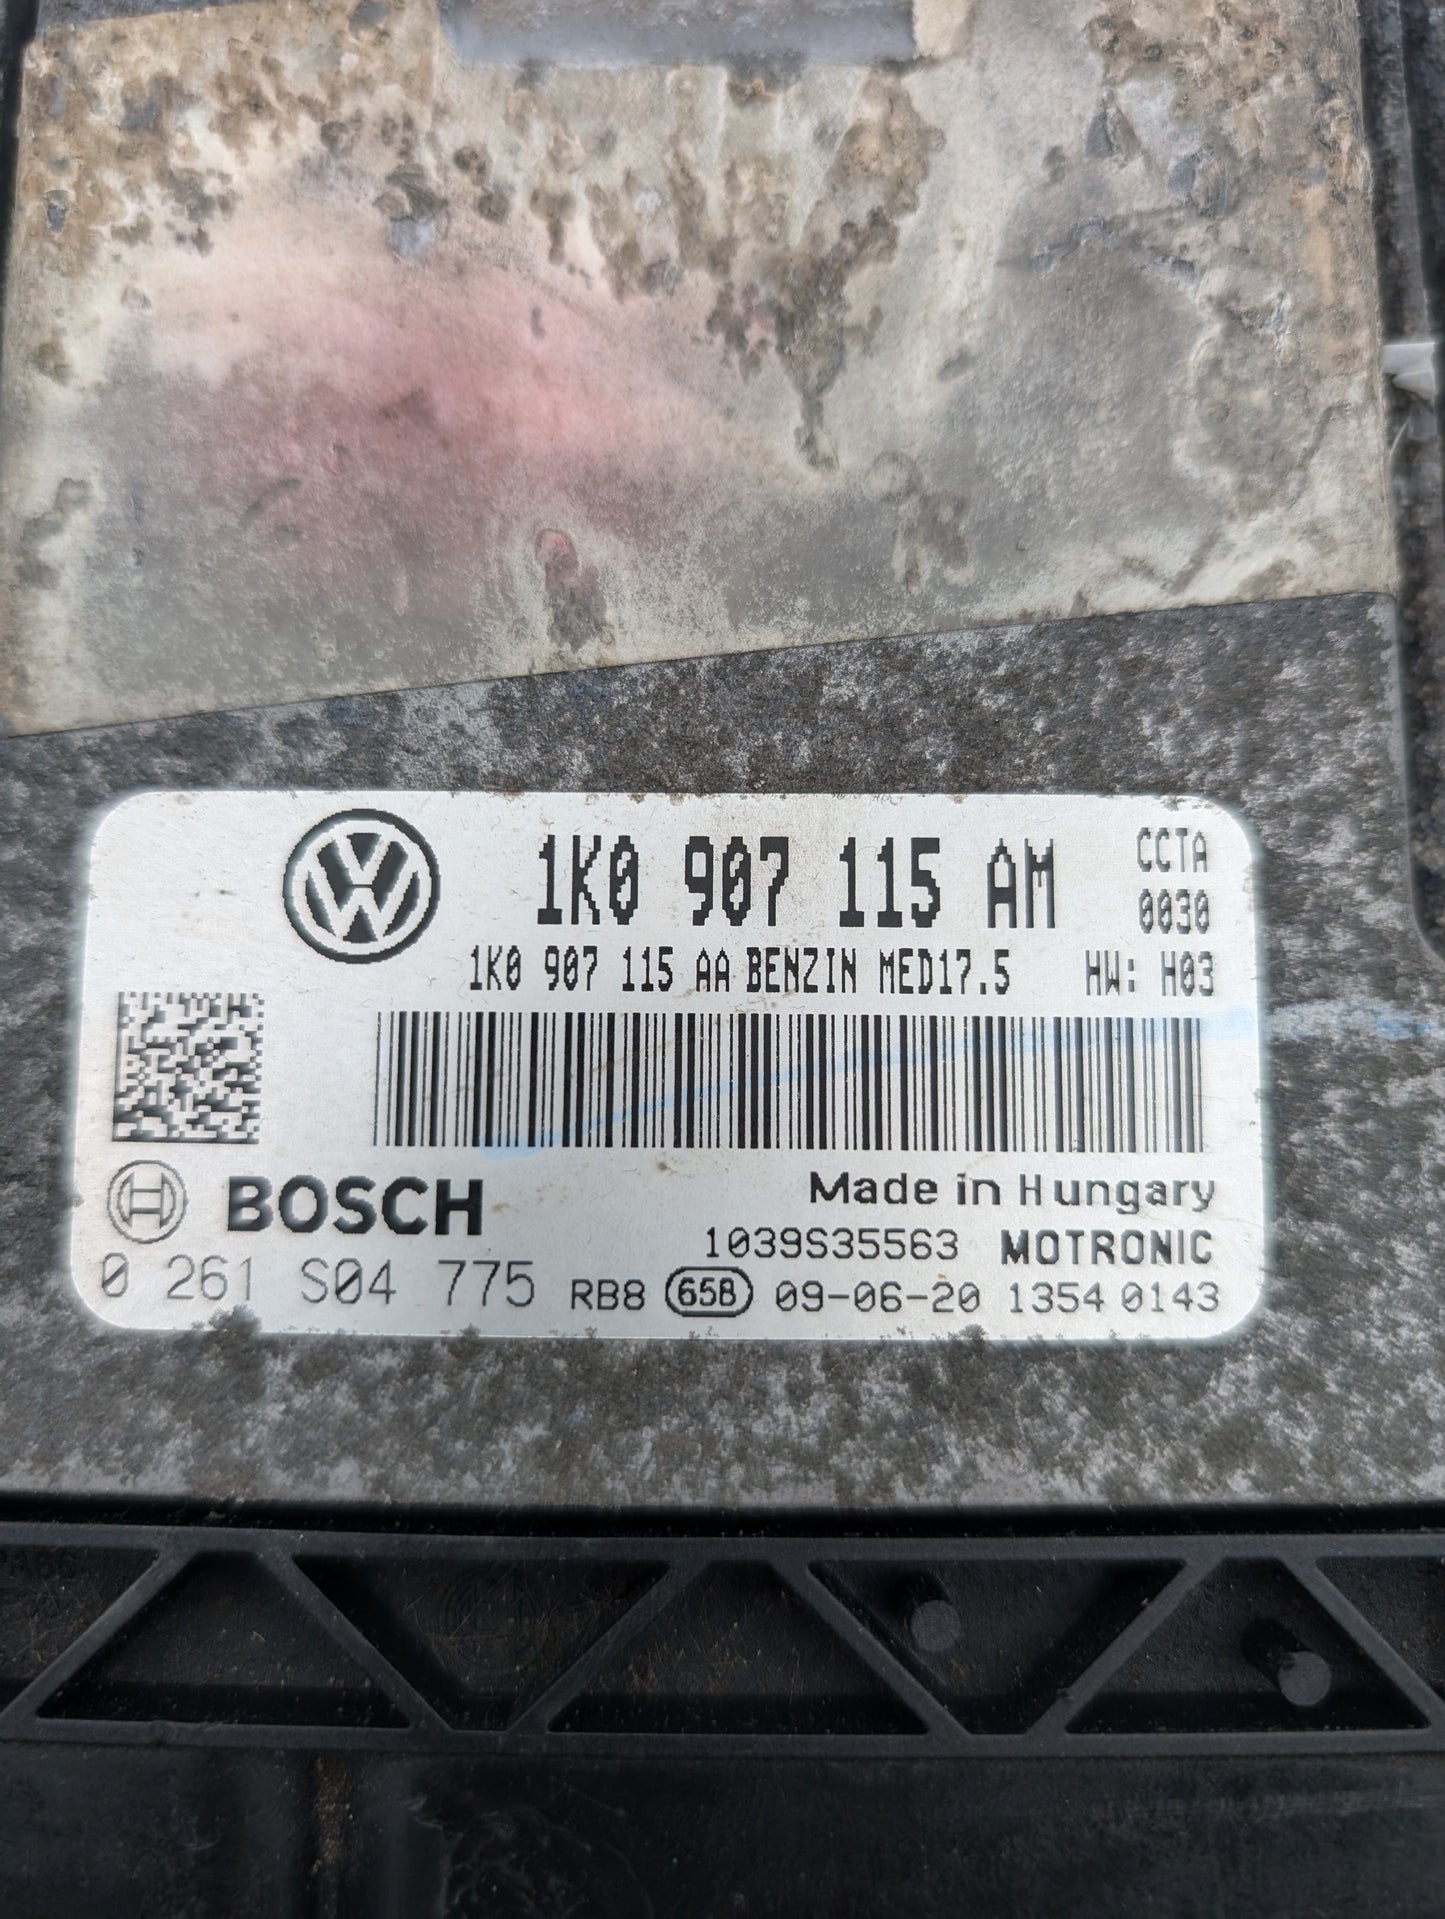 1K0 907 115 AM
CCTA
0030
1K0 907 115 AA BENZIN MED17.5 HW: H03
BOSCH
Made in Hungary
1039S35563 MOTRONIC
0 261 S04 775 RB8 65B 09-06-20 1354 0143